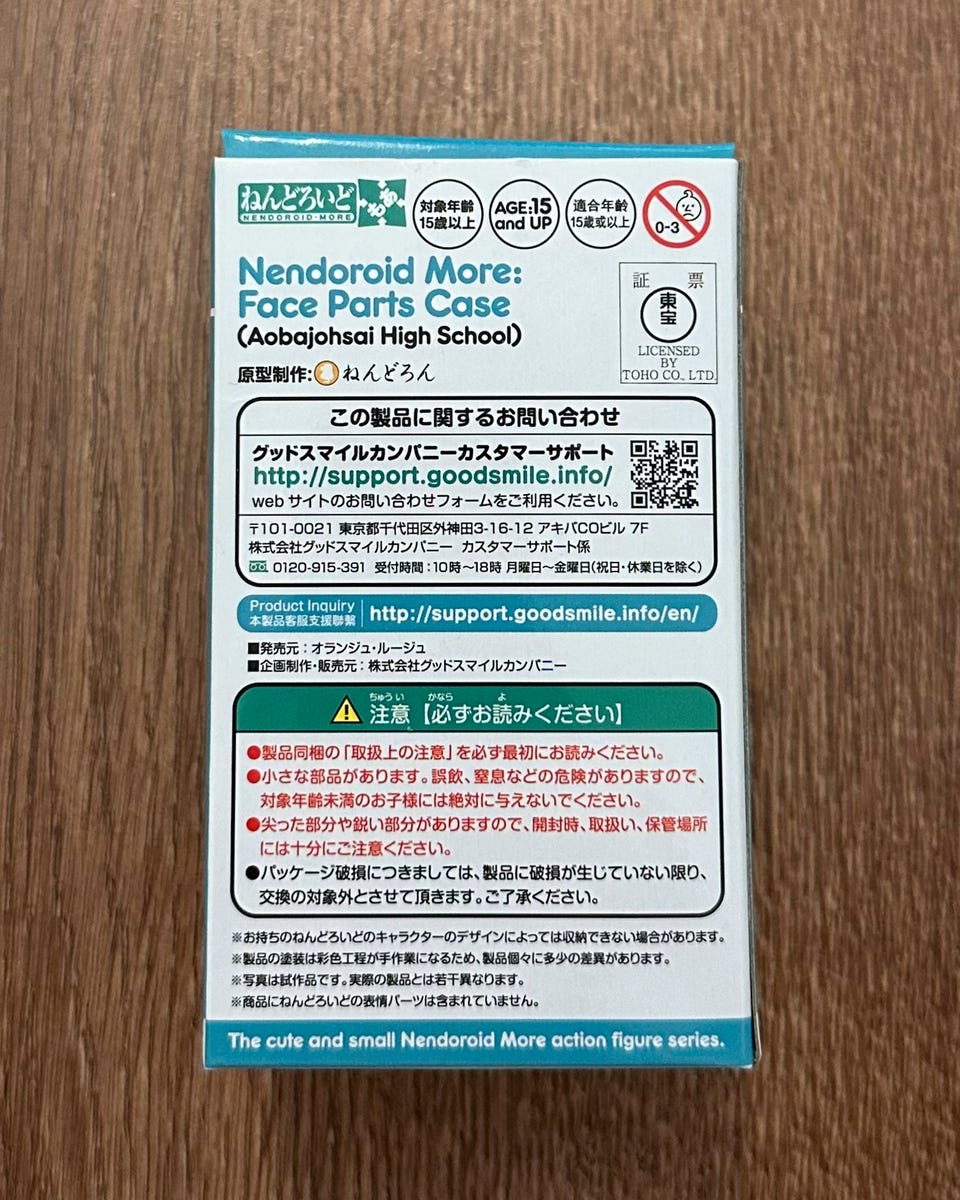 ねんどろいど もあ
NENDOROID·MORE
対象年齢
15歳以上
AGE:15
and UP
適合年齢
15歳或以上
0-3
Nendoroid More:
Face Parts Case
(Aobajohsai High School)
証 票
東宝
LICENSED
BY
TOHO CO., LTD.
原型制作:ねんどろん
この製品に関するお問い合わせ
グッドスマイルカンパニーカスタマーサポート
http://support.goodsmile.info/
webサイトのお問い合わせフォームをご利用ください。
〒101-0021 東京都千代田区外神田3-16-12 アキバCOビル 7F
株式会社グッドスマイルカンパニー カスタマーサポート係
0120-915-391 受付時間:10時〜18時 月曜日〜金曜日(祝日・休業日を除く)
Product Inquiry
本製品客服支援聯繫
http://support.goodsmile.info/en/
■発売元:オランジュ・ルージュ
■企画制作・販売元:株式会社グッドスマイルカンパニー
ちゅうい かなら よ
注意【必ずお読みください】
●製品同梱の「取扱上の注意」を必ず最初にお読みください。
●小さな部品があります。誤飲、窒息などの危険がありますので、
対象年齢未満のお子様には絶対に与えないでください。
●尖った部分や鋭い部分がありますので、開封時、取扱い、保管場所
には十分にご注意ください。
●パッケージ破損につきましては、製品に破損が生じていない限り、
交換の対象外とさせて頂きます。ご了承ください。
※お持ちのねんどろいどのキャラクターのデザインによっては収納できない場合があります。
※製品の塗装は彩色工程が手作業になるため、製品個々に多少の差異があります。
※写真は試作品です。実際の製品とは若干異なります。
※商品にねんどろいどの表情パーツは含まれていません。
The cute and small Nendoroid More action figure series.